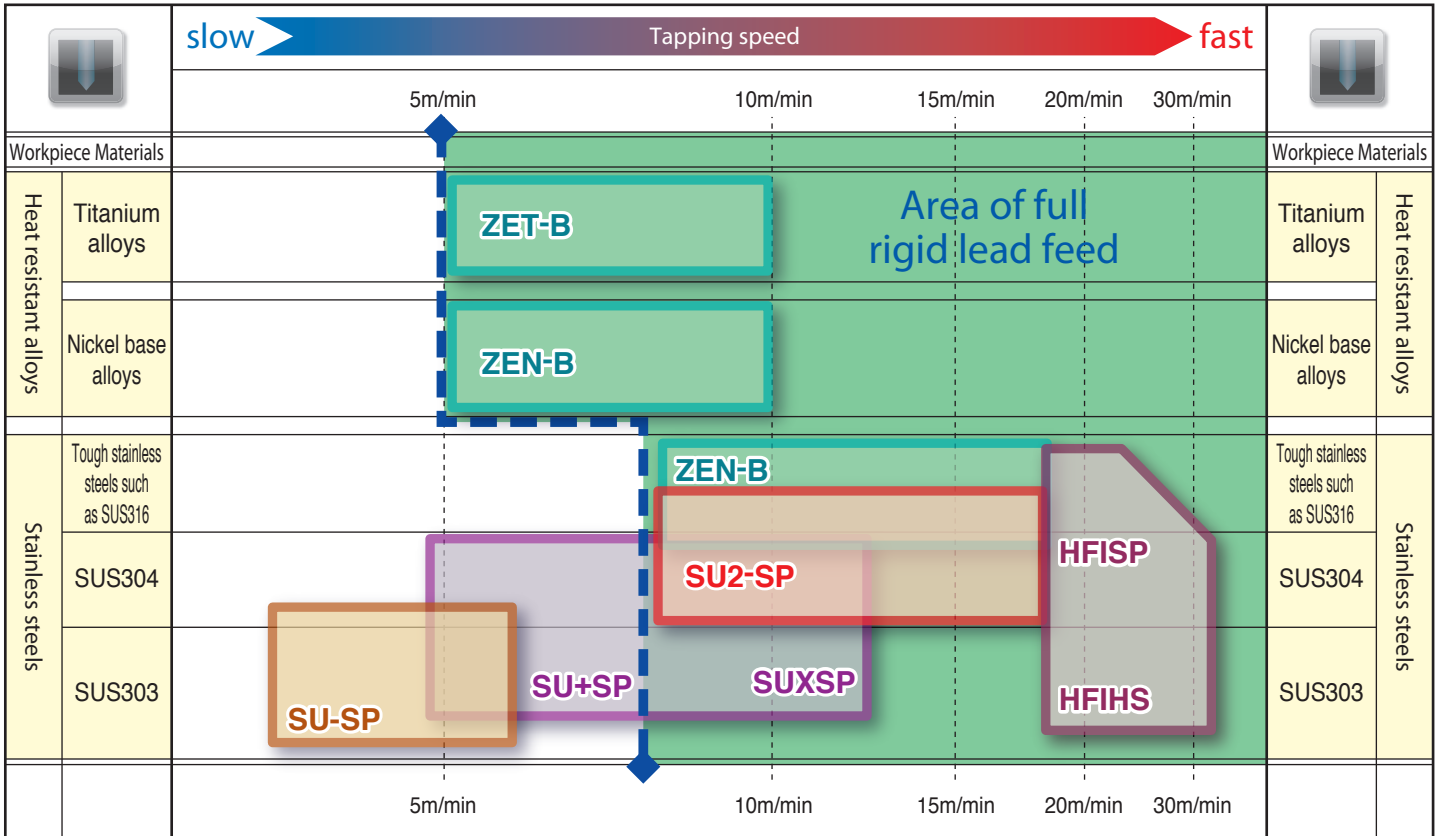 slow
Tapping speed
fast
5m/min
10m/min
15m/min
20m/min
30m/min
Workpiece Materials
Workpiece Materials
Heat resistant alloys
Titanium
alloys
ZET-B
Area of full
rigid lead feed
Titanium
alloys
Heat resistant alloys
Nickel base
alloys
ZEN-B
Nickel base
alloys
Stainless steels
Tough stainless
steels such
as SUS316
ZEN-B
Tough stainless
steels such
as SUS316
Stainless steels
SUS304
SU2-SP
HFISP
SUS304
SUS303
SU-SP
SU+SP
SUXSP
HFIHS
SUS303
5m/min
10m/min
15m/min
20m/min
30m/min